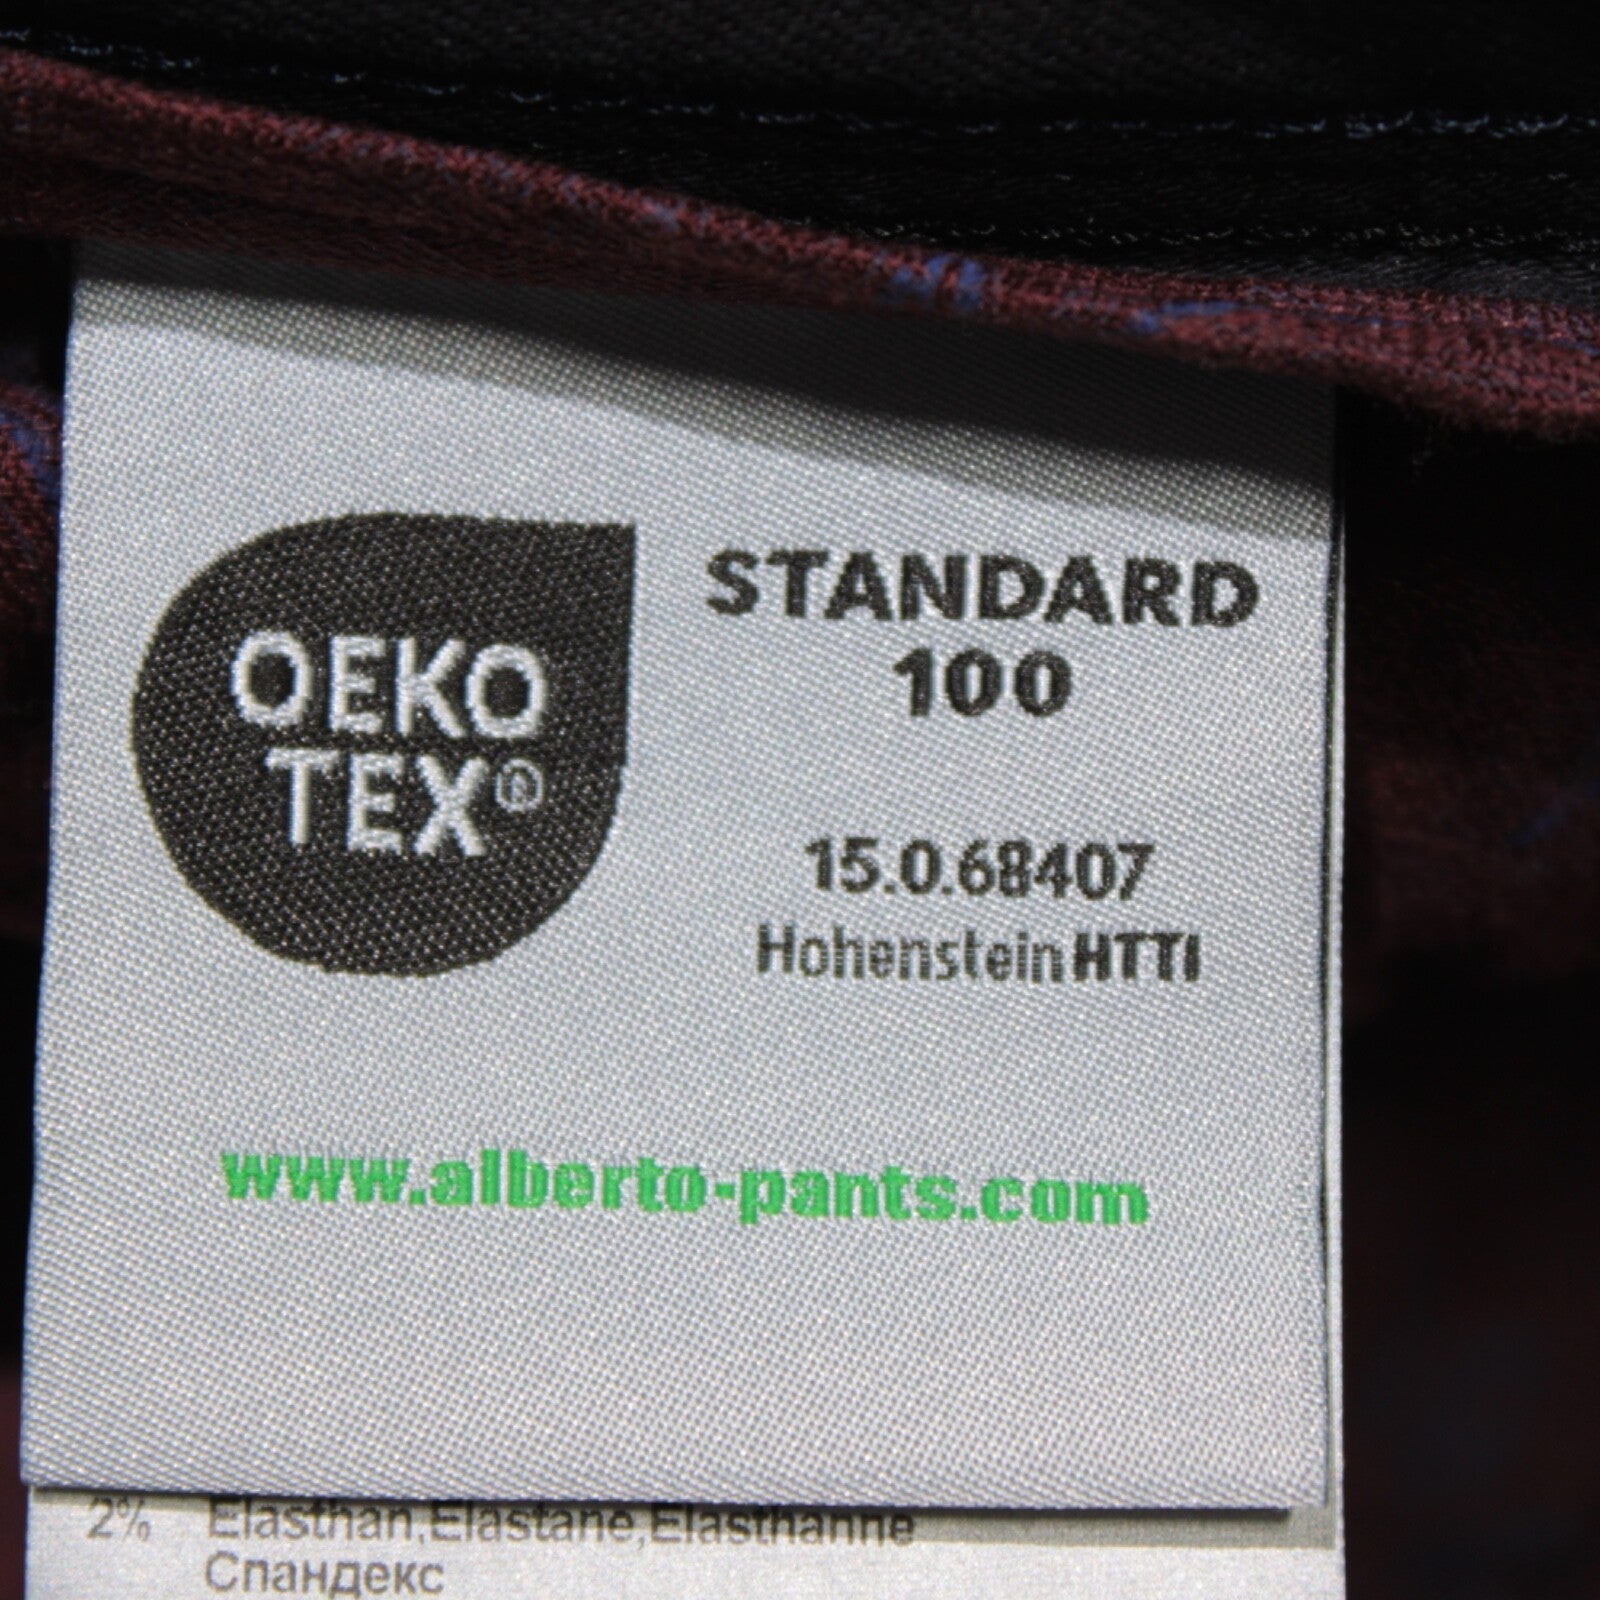 OEKO
TEX®
STANDARD
100
15.0.68407
Hohenstein HTTI
www.alberto-pants.com
2% Elasthan,Elastane,Elasthanne
Спандекс